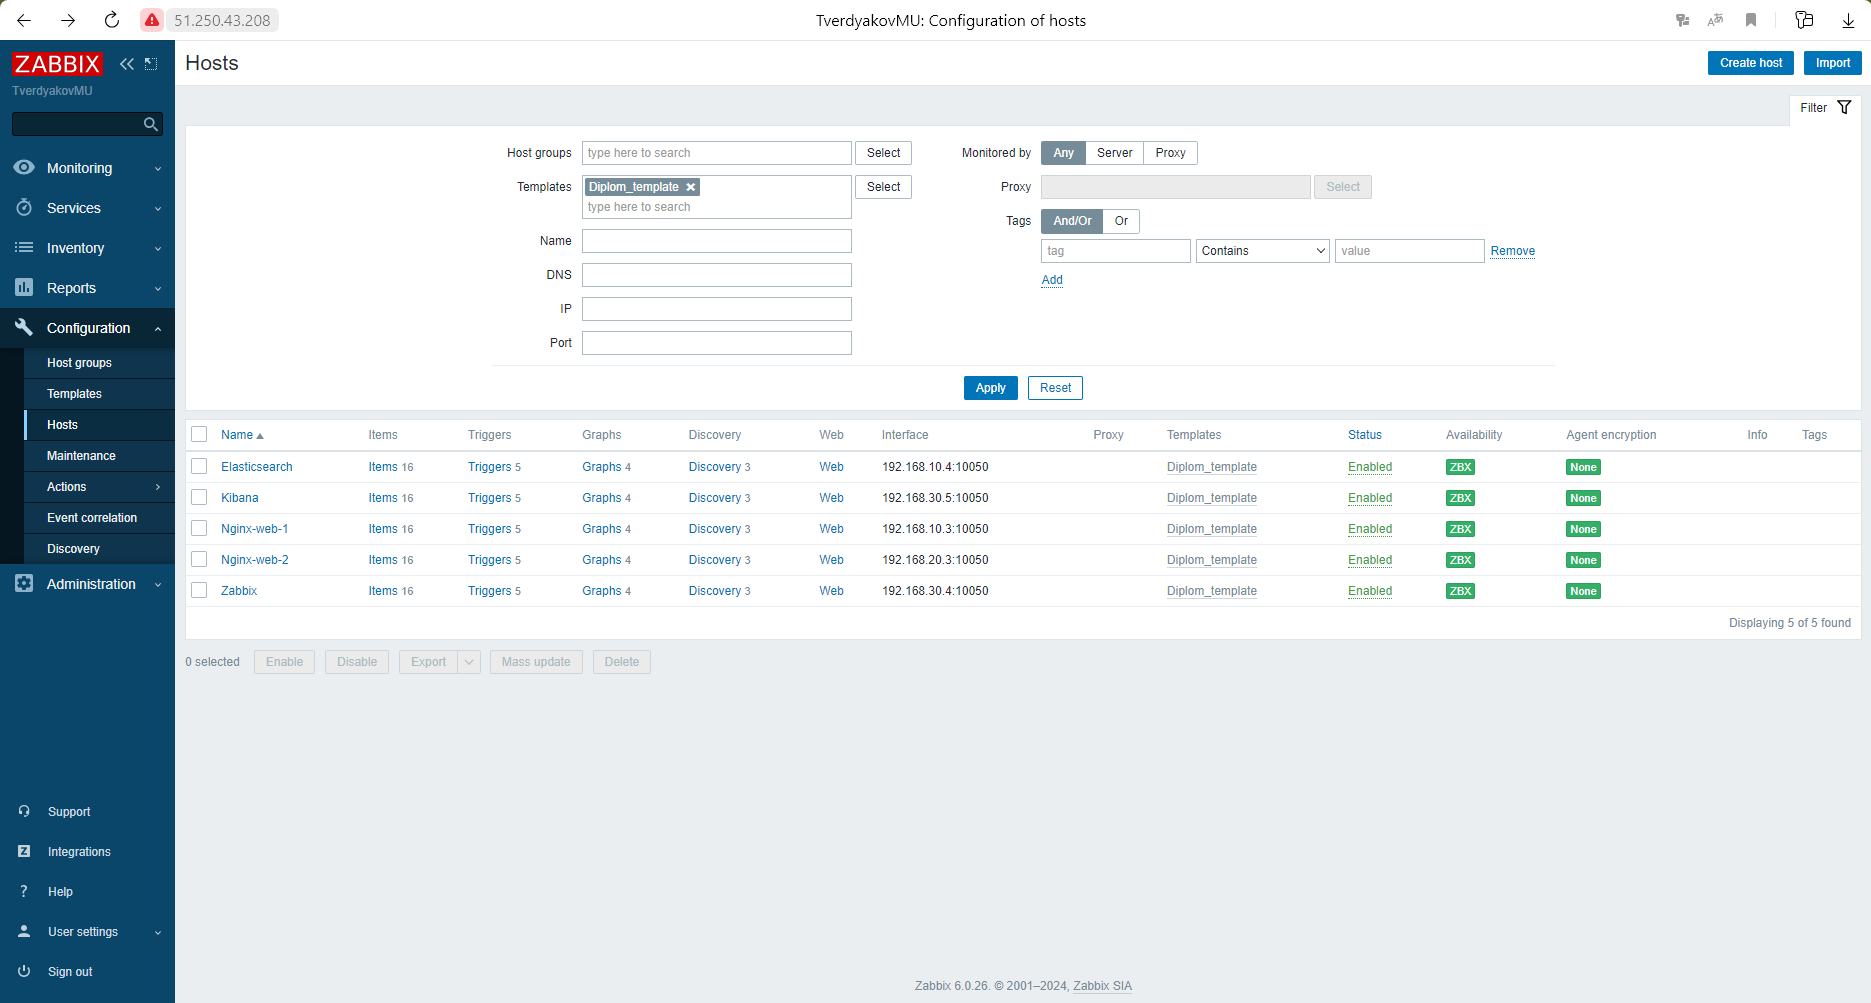 51.250.43.208
TverdyakovMU: Configuration of hosts
ZABBIX
TverdyakovMU
Monitoring
Services
Inventory
Reports
Configuration
Host groups
Templates
Hosts
Maintenance
Actions
Event correlation
Discovery
Administration
Support
Integrations
Help
User settings
Sign out
Hosts
Create host Import
Filter
Host groups type here to search Select
Templates Diplom_template Select
type here to search
Name
DNS
IP
Port
Monitored by Any Server Proxy
Proxy Select
Tags And/Or Or
tag Contains value Remove
Add
Apply Reset
Name Items Triggers Graphs Discovery Web Interface Proxy Templates Status Availability Agent encryption Info Tags
Elasticsearch Items 16 Triggers 5 Graphs 4 Discovery 3 Web 192.168.10.4:10050 Diplom_template Enabled ZBX None
Kibana Items 16 Triggers 5 Graphs 4 Discovery 3 Web 192.168.30.5:10050 Diplom_template Enabled ZBX None
Nginx-web-1 Items 16 Triggers 5 Graphs 4 Discovery 3 Web 192.168.10.3:10050 Diplom_template Enabled ZBX None
Nginx-web-2 Items 16 Triggers 5 Graphs 4 Discovery 3 Web 192.168.20.3:10050 Diplom_template Enabled ZBX None
Zabbix Items 16 Triggers 5 Graphs 4 Discovery 3 Web 192.168.30.4:10050 Diplom_template Enabled ZBX None
Displaying 5 of 5 found
0 selected Enable Disable Export Mass update Delete
Zabbix 6.0.26. © 2001–2024, Zabbix SIA